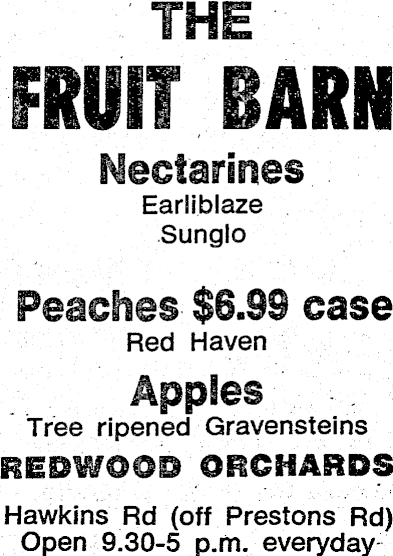 THE
FRUIT BARN
Nectarines
Earliblaze
Sunglo
Peaches $6.99 case
Red Haven
Apples
Tree ripened Gravensteins
REDWOOD ORCHARDS
Hawkins Rd (off Prestons Rd)
Open 9.30-5 p.m. everyday